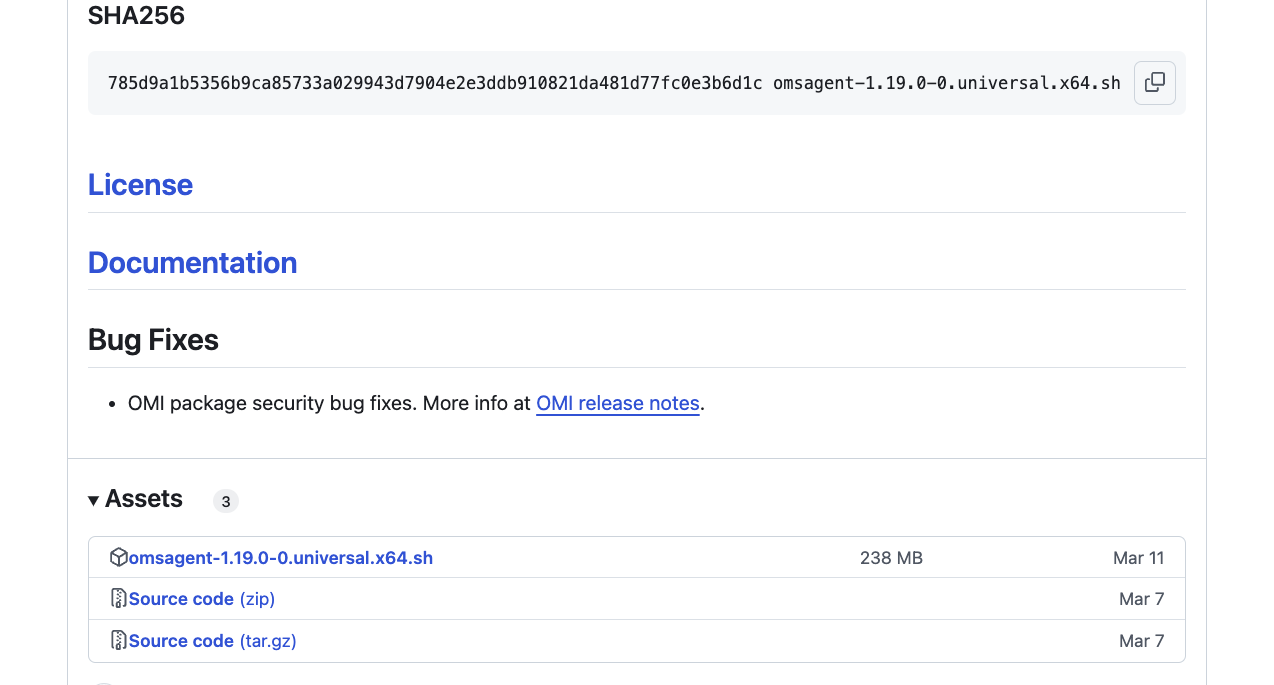 SHA256
785d9a1b5356b9ca85733a029943d7904e2e3ddb910821da481d77fc0e3b6d1c omsagent-1.19.0-0.universal.x64.sh
License
Documentation
Bug Fixes
• OMI package security bug fixes. More info at OMI release notes.
▾ Assets 3
omsagent-1.19.0-0.universal.x64.sh 238 MB Mar 11
Source code (zip) Mar 7
Source code (tar.gz) Mar 7